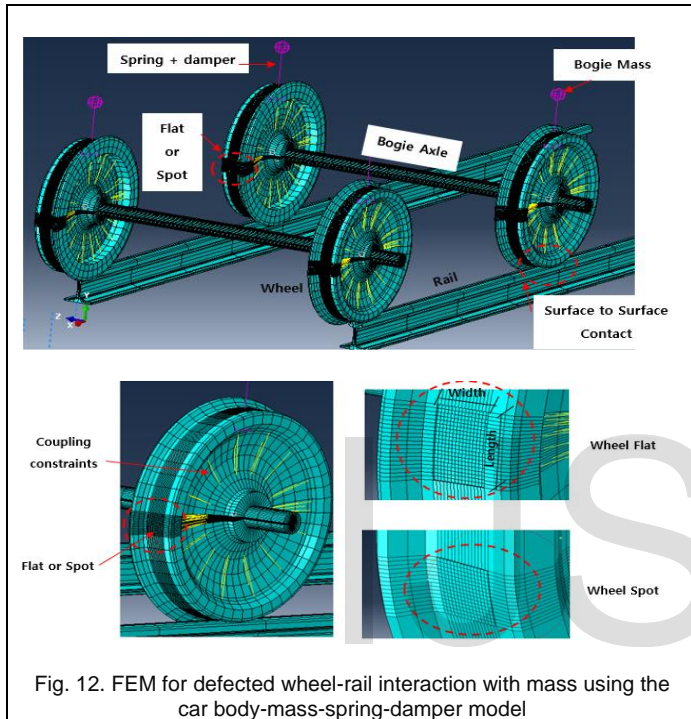 Spring + damper
Bogie Mass
Flat
or
Spot
Bogie Axle
Wheel
Rail
Surface to Surface
Contact
Y
Z
X
Coupling
constraints
Flat or Spot
Width
Length
Wheel Flat
Wheel Spot
IJS
Fig. 12. FEM for defected wheel-rail interaction with mass using the
car body-mass-spring-damper model